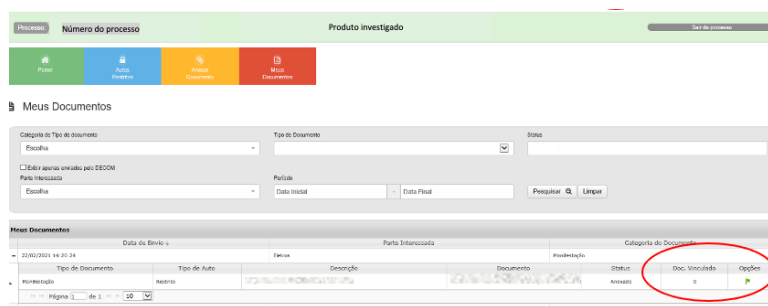 Processo Número do processo Produto investigado Sair do processo
Painel Autos Restritos Anexar Documento Meus Documentos
Meus Documentos
Categoria de Tipo de documento Tipo de Documento Status
Escolha
Exibir apenas enviados pelo DECOM
Parte Interessada Período
Escolha Data Inicial - Data Final Pesquisar Limpar
Meus Documentos
Data de Envio Parte Interessada Categoria do Documento
22/02/2021 14:20:24 Manifestação
Tipo de Documento Tipo de Auto Descrição Documento Status Doc. Vinculado Opções
Manifestação Restrito Anexado 0
Página 1 de 1 10